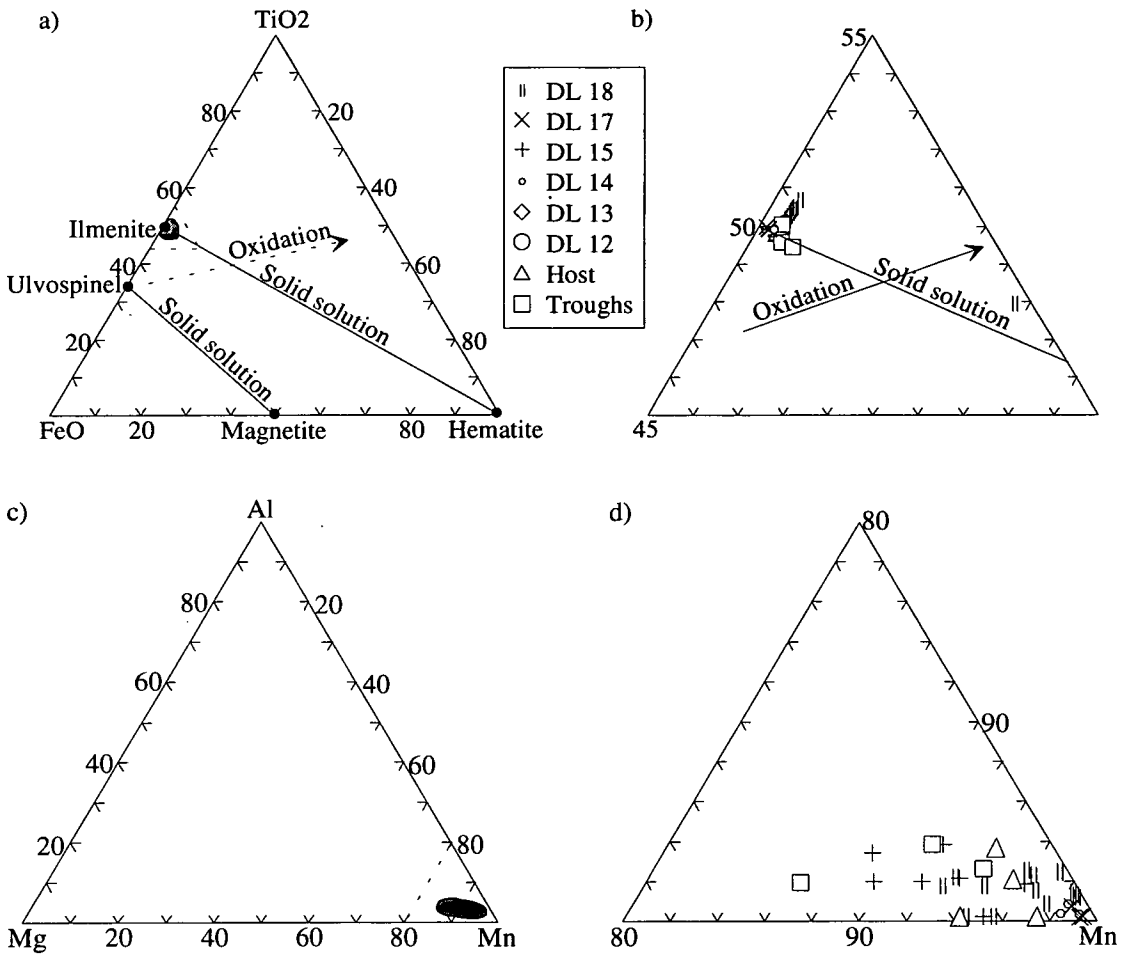 a)
TiO2
80
20
60
40
Ilmenite
Oxidation
40
60
Ulvospinel
Solid solution
Solid solution
20
80
FeO
20
Magnetite
80
Hematite
DL 18
DL 17
DL 15
DL 14
DL 13
DL 12
Host
Troughs
b)
55
50
Oxidation
Solid solution
45
c)
Al
80
20
60
40
40
60
20
80
Mg
20
40
60
80
Mn
d)
80
90
80
90
Mn